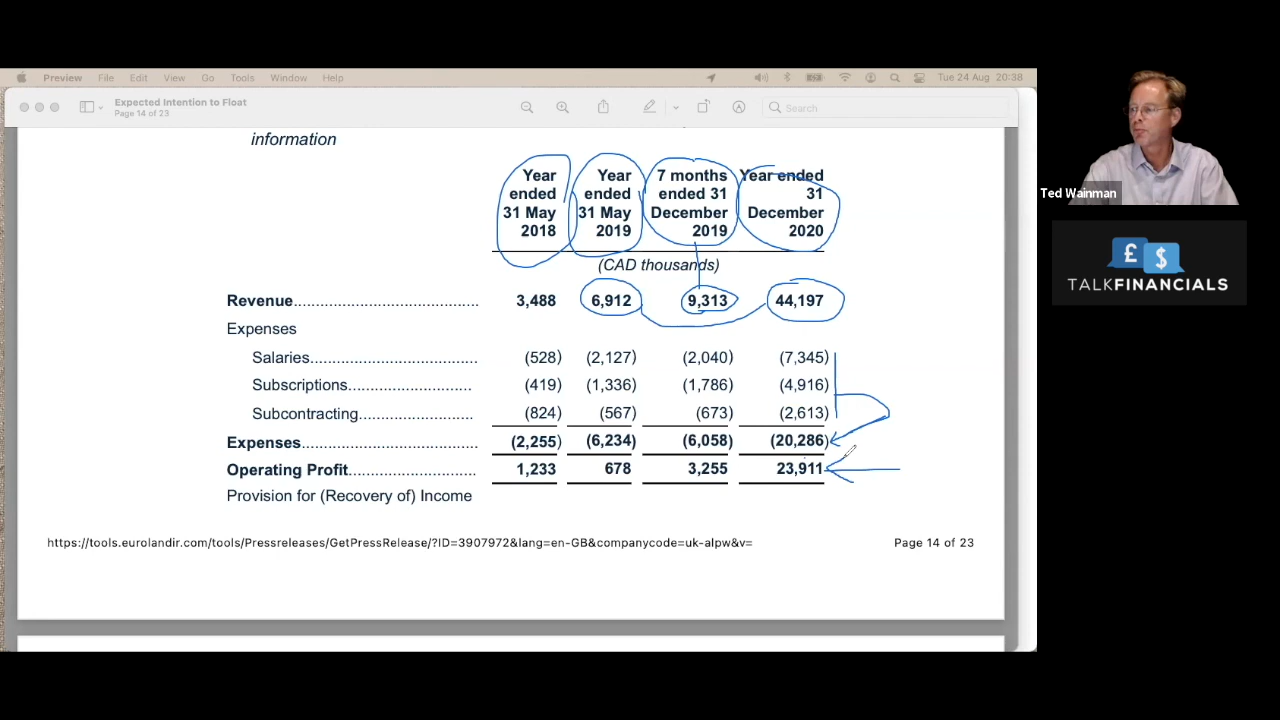 Preview File Edit View Go Tools Window Help Tue 24 Aug 20:38
Expected Intention to Float
Page 14 of 23
Search
information
Year ended 31 May 2018
Year ended 31 May 2019
7 months ended 31 December 2019
Year ended 31 December 2020
(CAD thousands)
Revenue......................................... 3,488 6,912 9,313 44,197
Expenses
Salaries..................................... (528) (2,127) (2,040) (7,345)
Subscriptions............................ (419) (1,336) (1,786) (4,916)
Subcontracting.......................... (824) (567) (673) (2,613)
Expenses....................................... (2,255) (6,234) (6,058) (20,286)
Operating Profit............................. 1,233 678 3,255 23,911
Provision for (Recovery of) Income
https://tools.eurolandir.com/tools/Pressreleases/GetPressRelease/?ID=3907972&lang=en-GB&companycode=uk-alpw&v= Page 14 of 23
Ted Wainman
£ $
TALKFINANCIALS